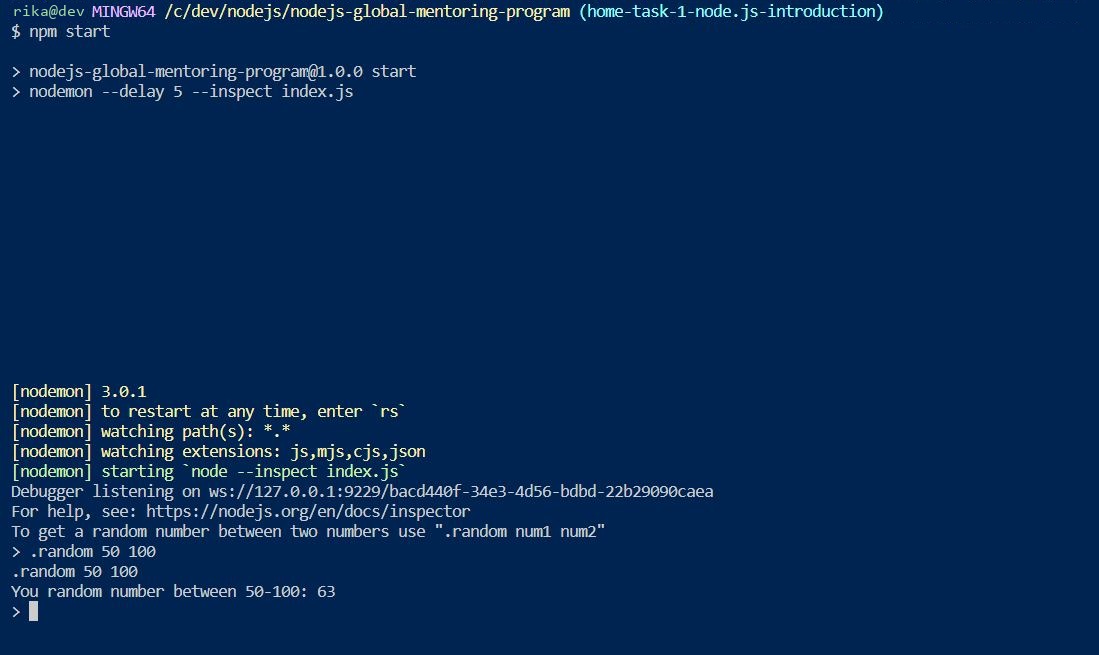 rika@dev MINGW64 /c/dev/nodejs/nodejs-global-mentoring-program (home-task-1-node.js-introduction)
$ npm start
> nodejs-global-mentoring-program@1.0.0 start
> nodemon --delay 5 --inspect index.js
[nodemon] 3.0.1
[nodemon] to restart at any time, enter `rs`
[nodemon] watching path(s): *.*
[nodemon] watching extensions: js,mjs,cjs,json
[nodemon] starting `node --inspect index.js`
Debugger listening on ws://127.0.0.1:9229/bacd440f-34e3-4d56-bdbd-22b29090caea
For help, see: https://nodejs.org/en/docs/inspector
To get a random number between two numbers use ".random num1 num2"
> .random 50 100
.random 50 100
You random number between 50-100: 63
>